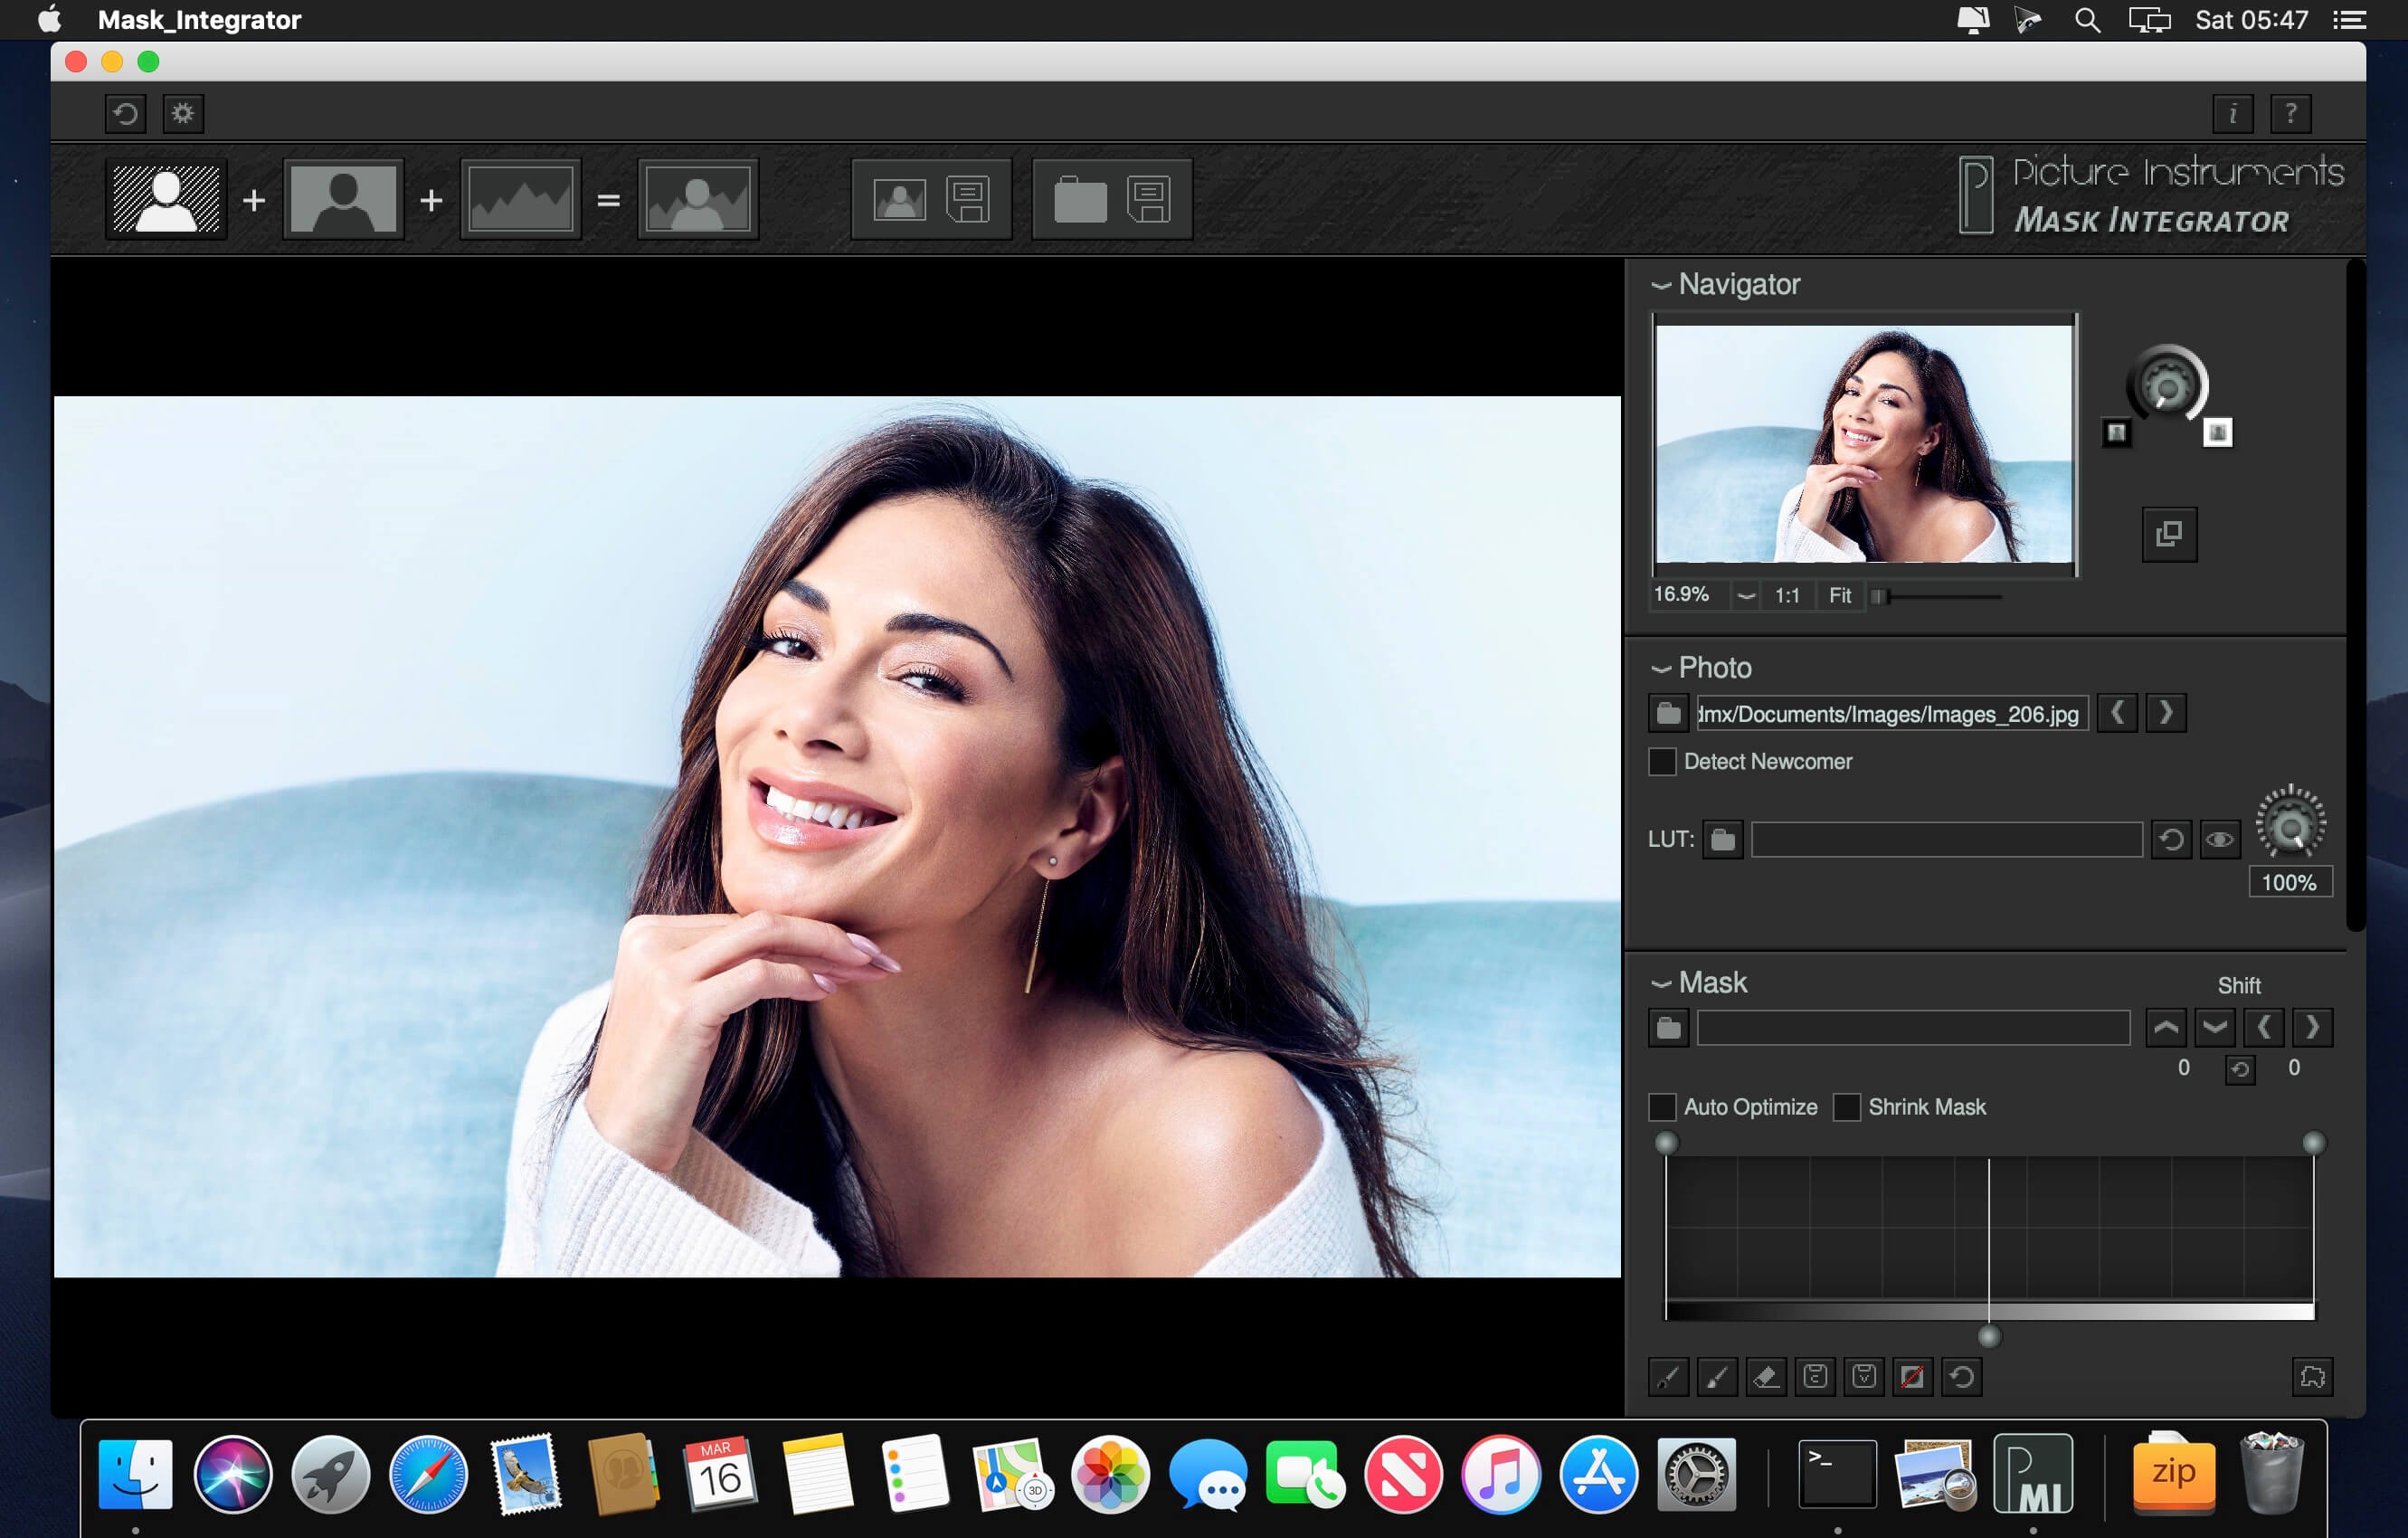 Mask_Integrator
Sat 05:47
i ?
+ + =
Picture Instruments
MASK INTEGRATOR
Navigator
16.9% 1:1 Fit
Photo
dmx/Documents/Images/Images_206.jpg
Detect Newcomer
LUT:
100%
Mask
Shift
0 0
Auto Optimize Shrink Mask
MAR
16
3D
>_
P
MI
zip